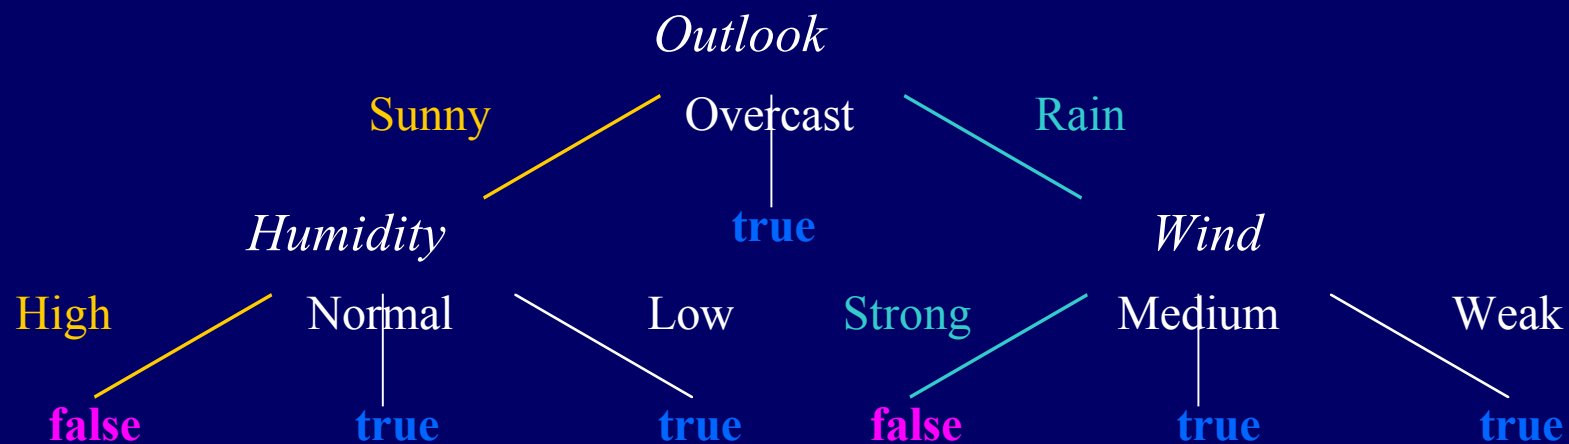 Outlook
Sunny Overcast Rain
true
Humidity Wind
High Normal Low Strong Medium Weak
false true true false true true